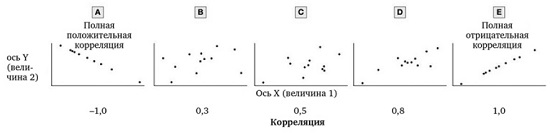 A B C D E
Полная
положительная
корреляция
Полная
отрицательная
корреляция
ось Y
(вели-
чина 2)
Ось X (величина 1)
–1,0 0,3 0,5 0,8 1,0
Корреляция